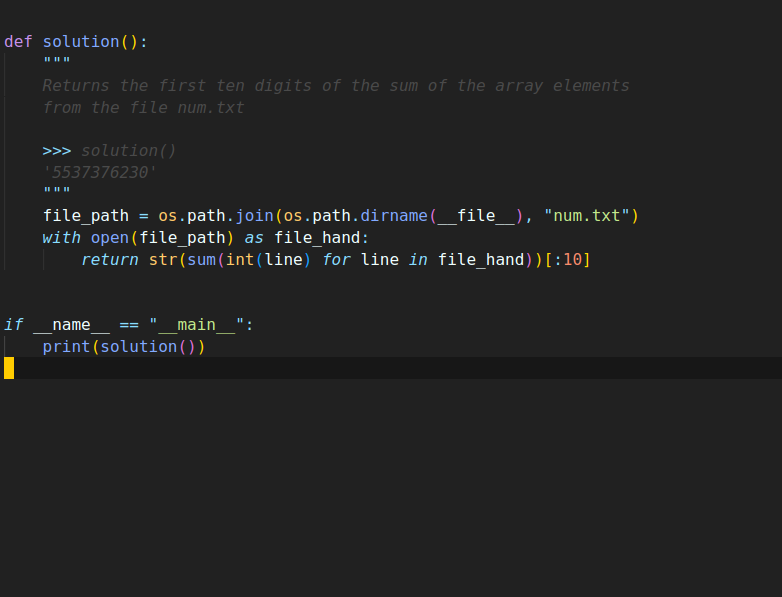 def solution():
    """
    Returns the first ten digits of the sum of the array elements
    from the file num.txt

    >>> solution()
    '5537376230'
    """
    file_path = os.path.join(os.path.dirname(__file__), "num.txt")
    with open(file_path) as file_hand:
        return str(sum(int(line) for line in file_hand))[:10]


if __name__ == "__main__":
    print(solution())